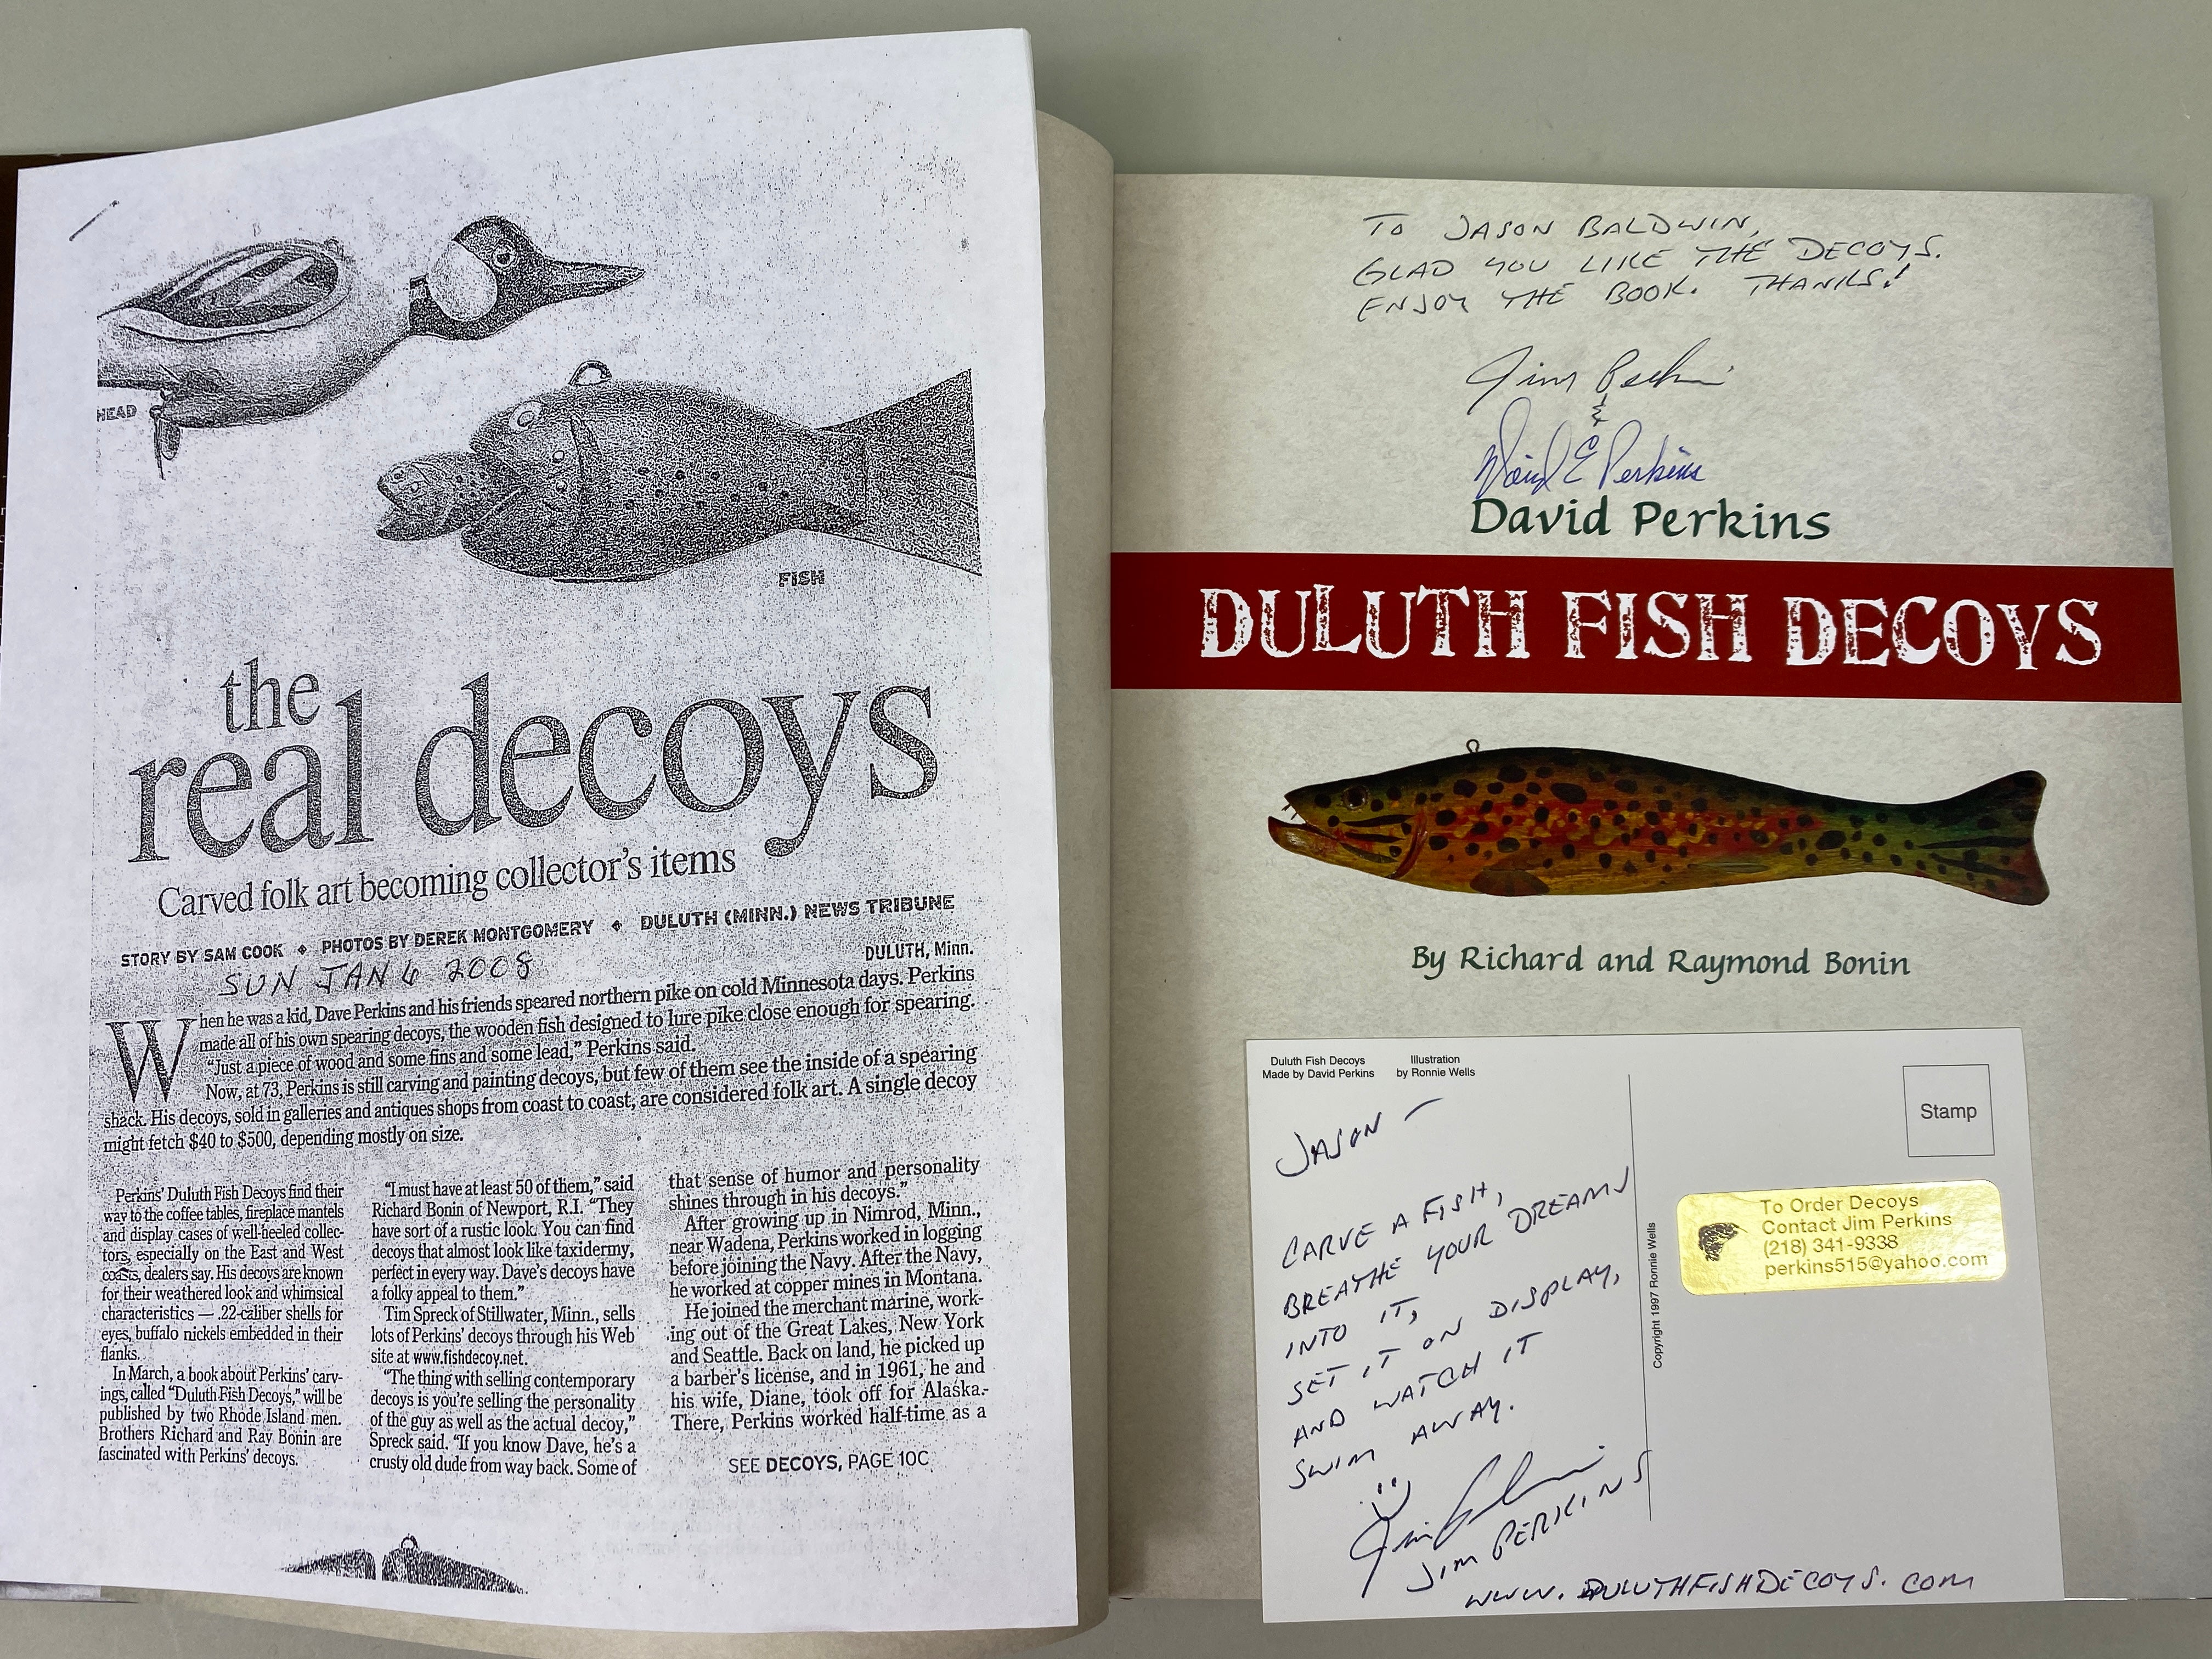 HEAD
FISH
the
real decoys
Carved folk art becoming collector's items
STORY BY SAM COOK ◆ PHOTOS BY DEREK MONTGOMERY ◆ DULUTH (MINN.) NEWS TRIBUNE
SUN JAN 6 2008
DULUTH, Minn.
When he was a kid, Dave Perkins and his friends speared northern pike on cold Minnesota days. Perkins
made all of his own spearing decoys, the wooden fish designed to lure pike close enough for spearing.
"Just a piece of wood and some fins and some lead," Perkins said.
Now, at 73, Perkins is still carving and painting decoys, but few of them see the inside of a spearing
shack. His decoys, sold in galleries and antiques shops from coast to coast, are considered folk art. A single decoy
might fetch $40 to $500, depending mostly on size.
Perkins' Duluth Fish Decoys find their
way to the coffee tables, fireplace mantels
and display cases of well-heeled collec-
tors, especially on the East and West
coasts, dealers say. His decoys are known
for their weathered look and whimsical
characteristics — .22-caliber shells for
eyes, buffalo nickels embedded in their
flanks.
In March, a book about Perkins' carv-
ings, called "Duluth Fish Decoys," will be
published by two Rhode Island men.
Brothers Richard and Ray Bonin are
fascinated with Perkins' decoys.
"I must have at least 50 of them," said
Richard Bonin of Newport, R.I. "They
have sort of a rustic look. You can find
decoys that almost look like taxidermy,
perfect in every way. Dave's decoys have
a folky appeal to them."
Tim Spreck of Stillwater, Minn., sells
lots of Perkins' decoys through his Web
site at www.fishdecoy.net.
"The thing with selling contemporary
decoys is you're selling the personality
of the guy as well as the actual decoy,"
Spreck said. "If you know Dave, he's a
crusty old dude from way back. Some of
that sense of humor and personality
shines through in his decoys."
After growing up in Nimrod, Minn.,
near Wadena, Perkins worked in logging
before joining the Navy. After the Navy,
he worked at copper mines in Montana.
He joined the merchant marine, work-
ing out of the Great Lakes, New York
and Seattle. Back on land, he picked up
a barber's license, and in 1961, he and
his wife, Diane, took off for Alaska.
There, Perkins worked half-time as a
SEE DECOYS, PAGE 10C
TO JASON BALDWIN,
GLAD YOU LIKE THE DECOYS.
ENJOY THE BOOK. THANKS!
Jim Perkins
&
David E Perkins
David Perkins
DULUTH FISH DECOYS
By Richard and Raymond Bonin
Duluth Fish Decoys
Made by David Perkins
Illustration
by Ronnie Wells
Stamp
JASON —
CARVE A FISH,
BREATHE YOUR DREAMS
INTO IT,
SET IT ON DISPLAY,
AND WATCH IT
SWIM AWAY.
Jim Perkins
JIM PERKINS
WWW.DULUTHFISHDECOYS.COM
Copyright 1997 Ronnie Wells
To Order Decoys
Contact Jim Perkins
(218) 341-9338
perkins515@yahoo.com